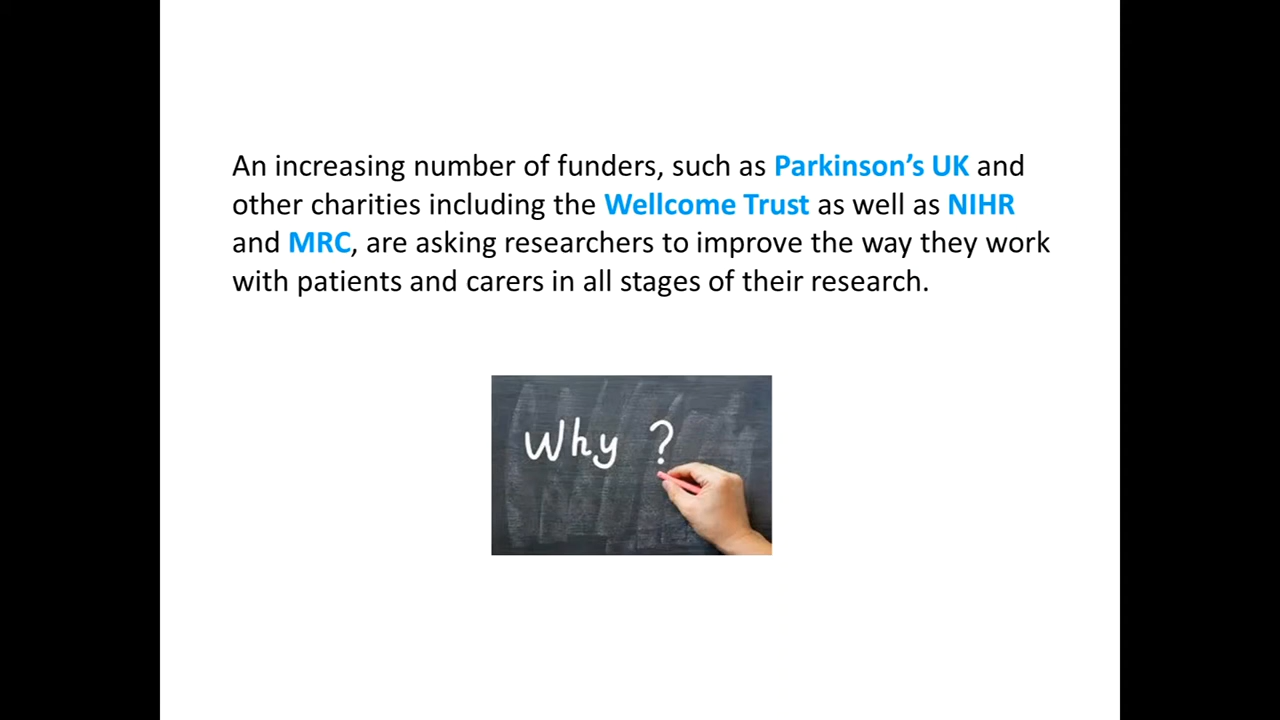 An increasing number of funders, such as Parkinson’s UK and
other charities including the Wellcome Trust as well as NIHR
and MRC, are asking researchers to improve the way they work
with patients and carers in all stages of their research.
Why ?